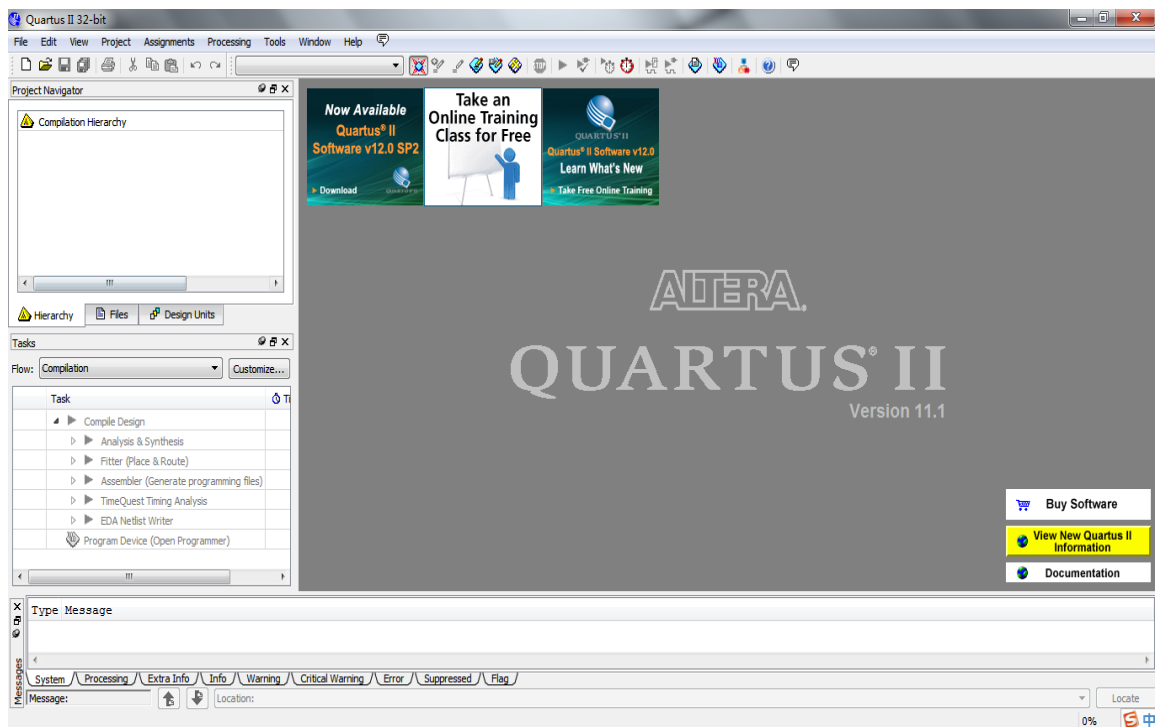 Quartus II 32-bit
File Edit View Project Assignments Processing Tools Window Help
Project Navigator
Compilation Hierarchy
Hierarchy Files Design Units
Tasks
Flow: Compilation Customize...
Task Ti
Compile Design
Analysis & Synthesis
Fitter (Place & Route)
Assembler (Generate programming files)
TimeQuest Timing Analysis
EDA Netlist Writer
Program Device (Open Programmer)
Now Available
Quartus® II
Software v12.0 SP2
Download
Take an
Online Training
Class for Free
QUARTUS II
Quartus® II Software v12.0
Learn What's New
Take Free Online Training
ALTERA.
QUARTUS® II
Version 11.1
Buy Software
View New Quartus II
Information
Documentation
Type Message
Messages
System Processing Extra Info Info Warning Critical Warning Error Suppressed Flag
Message: Location: Locate
0% 中